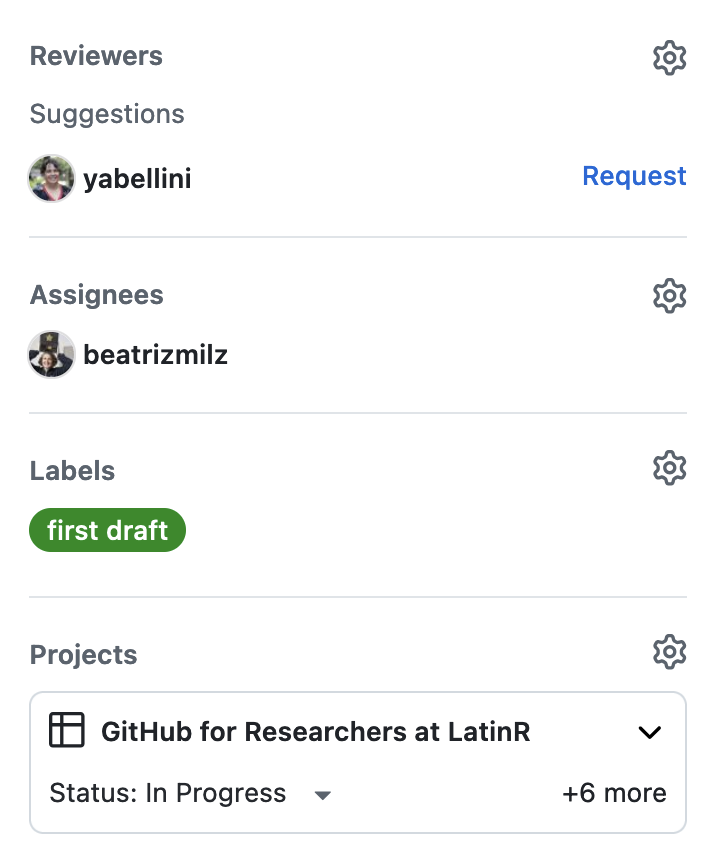 Reviewers
Suggestions
yabellini Request
Assignees
beatrizmilz
Labels
first draft
Projects
GitHub for Researchers at LatinR
Status: In Progress +6 more